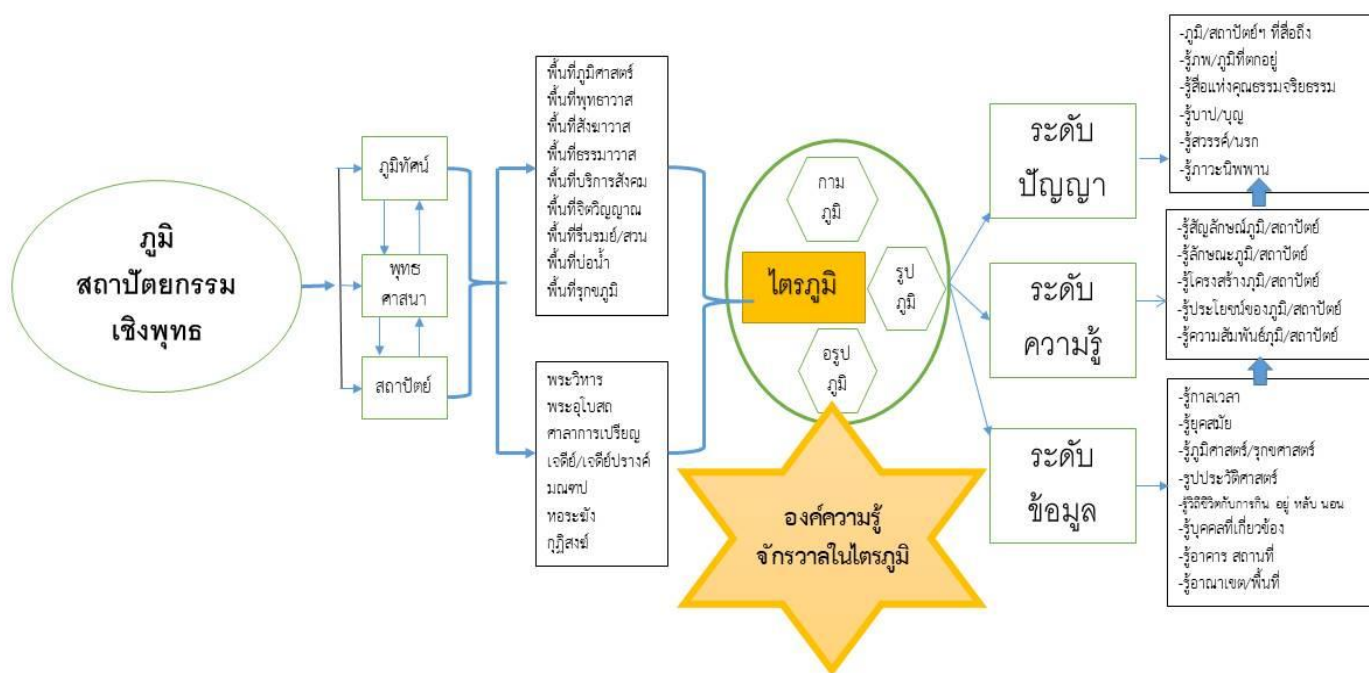 ภูมิ
สถาปัตยกรรม
เชิงพุทธ
ภูมิทัศน์
พุทธ
ศาสนา
สถาปัตย์
พื้นที่ภูมิศาสตร์
พื้นที่พุทธาวาส
พื้นที่สังฆาวาส
พื้นที่ธรรมาวาส
พื้นที่บริการสังคม
พื้นที่จิตวิญญาณ
พื้นที่รื่นรมย์/สวน
พื้นที่บ่อน้ำ
พื้นที่รุกขภูมิ
พระวิหาร
พระอุโบสถ
ศาลาการเปรียญ
เจดีย์/เจดีย์ปรางค์
มณฑป
หอระฆัง
กุฏิสงฆ์
กาม
ภูมิ
ไตรภูมิ
รูป
ภูมิ
อรูป
ภูมิ
องค์ความรู้
จักรวาลในไตรภูมิ
ระดับ
ปัญญา
ระดับ
ความรู้
ระดับ
ข้อมูล
-ภูมิ/สถาปัตย์ฯ ที่สื่อถึง
-รู้ภพ/ภูมิที่ตกอยู่
-รู้สื่อแห่งคุณธรรมจริยธรรม
-รู้บาป/บุญ
-รู้สวรรค์/นรก
-รู้ภาวะนิพพาน
-รู้สัญลักษณ์ภูมิ/สถาปัตย์
-รู้ลักษณะภูมิ/สถาปัตย์
-รู้โครงสร้างภูมิ/สถาปัตย์
-รู้ประโยชน์ของภูมิ/สถาปัตย์
-รู้ความสัมพันธ์ภูมิ/สถาปัตย์
-รู้กาลเวลา
-รู้ยุคสมัย
-รู้ภูมิศาสตร์/รุกขศาสตร์
-รูปประวัติศาสตร์
-รู้วิถีชีวิตกับการกิน อยู่ หลับ นอน
-รู้บุคคลที่เกี่ยวข้อง
-รู้อาคาร สถานที่
-รู้อาณาเขต/พื้นที่